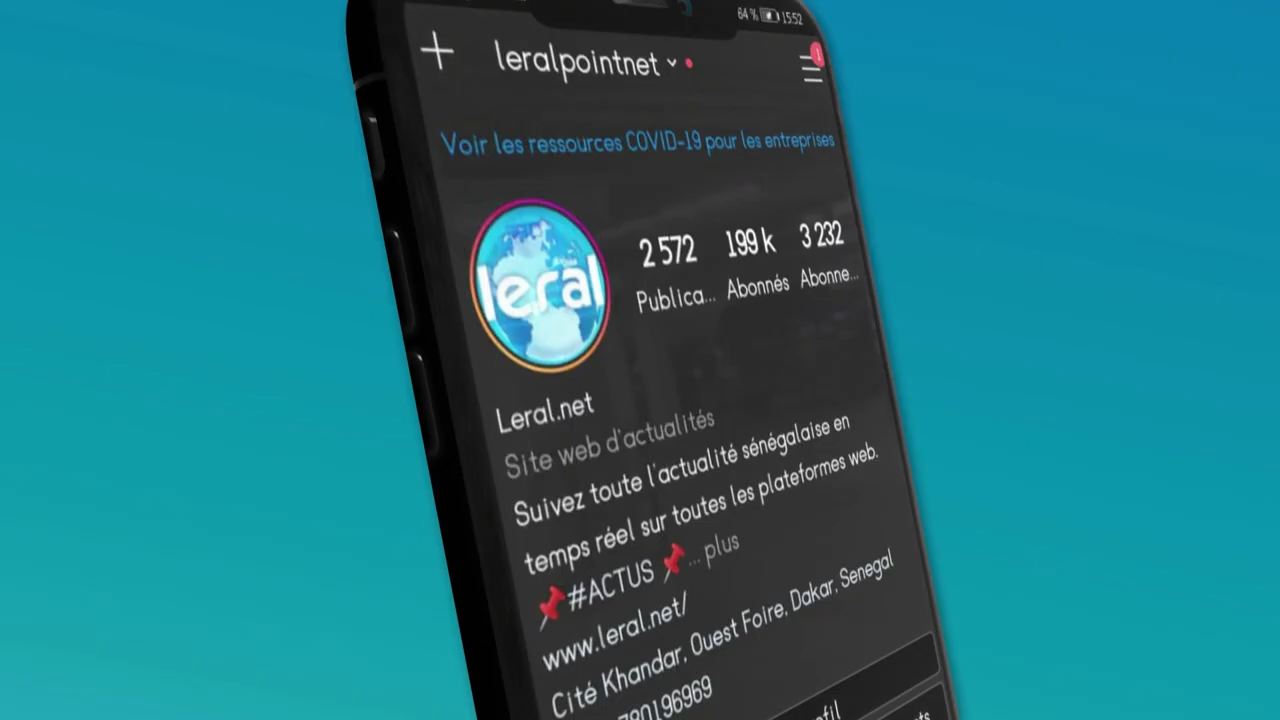 64 % 15:52
leralpointnet
1
Voir les ressources COVID-19 pour les entreprises
leral
2 572 199 k 3 232
Publica... Abonnés Abonne...
Leral.net
Site web d'actualités
Suivez toute l'actualité sénégalaise en
temps réel sur toutes les plateformes web.
#ACTUS ... plus
www.leral.net/
Cité Khandar, Ouest Foire, Dakar, Senegal
780196969